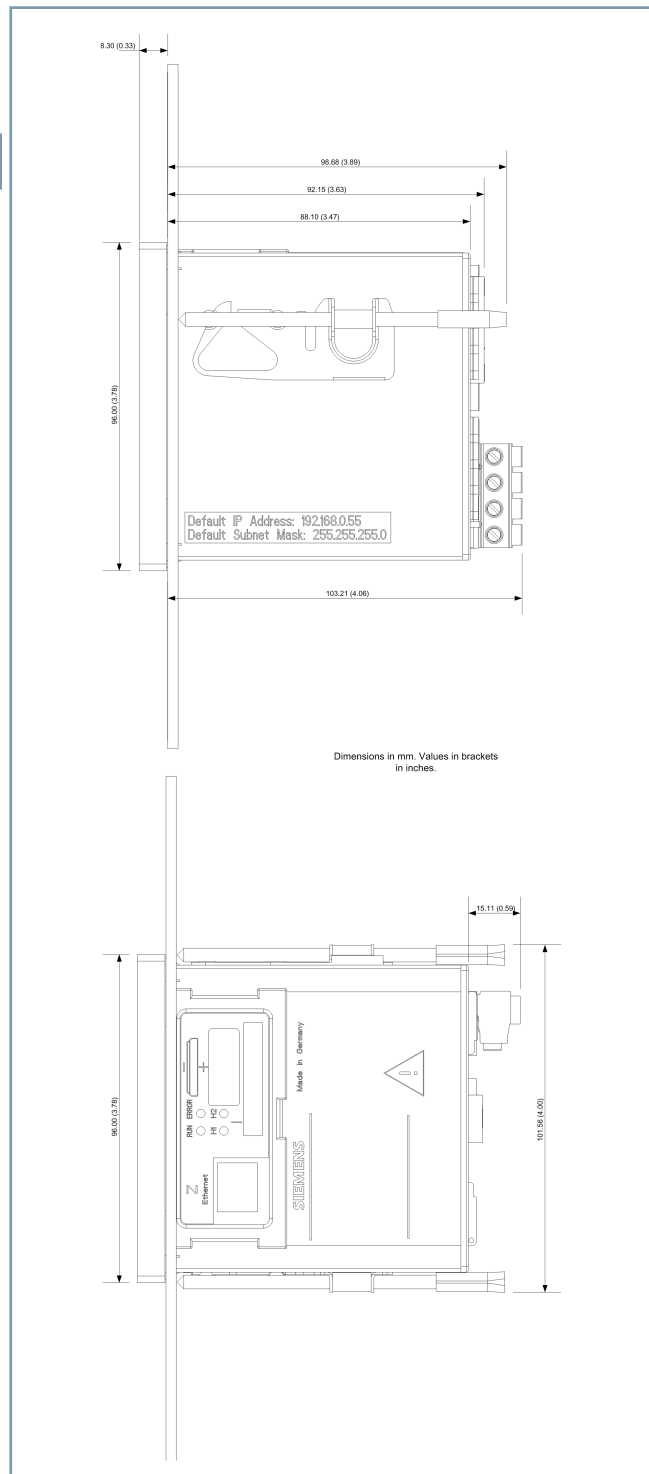 8.30 (0.33)
98.68 (3.89)
92.15 (3.63)
88.10 (3.47)
96.00 (3.78)
Default IP Address: 192.168.0.55
Default Subnet Mask: 255.255.255.0
103.21 (4.06)
Dimensions in mm. Values in brackets
in inches.
15.11 (0.59)
96.00 (3.78)
101.56 (4.00)
RUN ERROR
H1 H2
Z
Ethernet
SIEMENS
Made in Germany